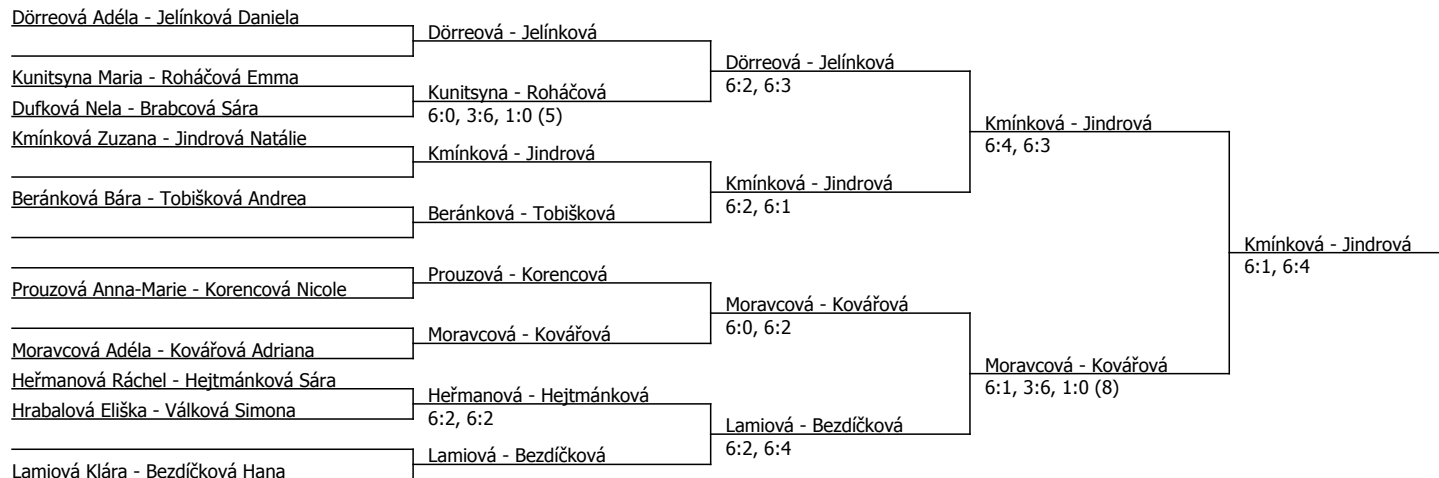 Dörreová Adéla - Jelínková Daniela
Kunitsyna Maria - Roháčová Emma
Dufková Nela - Brabcová Sára
Kmínková Zuzana - Jindrová Natálie
Beránková Bára - Tobišková Andrea
Prouzová Anna-Marie - Korencová Nicole
Moravcová Adéla - Kovářová Adriana
Heřmanová Ráchel - Hejtmánková Sára
Hrabalová Eliška - Válková Simona
Lamiová Klára - Bezdíčková Hana
Dörreová - Jelínková
Kunitsyna - Roháčová
6:0, 3:6, 1:0 (5)
Kmínková - Jindrová
Beránková - Tobišková
Prouzová - Korencová
Moravcová - Kovářová
Heřmanová - Hejtmánková
6:2, 6:2
Lamiová - Bezdíčková
Dörreová - Jelínková
6:2, 6:3
Kmínková - Jindrová
6:2, 6:1
Moravcová - Kovářová
6:0, 6:2
Lamiová - Bezdíčková
6:2, 6:4
Kmínková - Jindrová
6:4, 6:3
Moravcová - Kovářová
6:1, 3:6, 1:0 (8)
Kmínková - Jindrová
6:1, 6:4